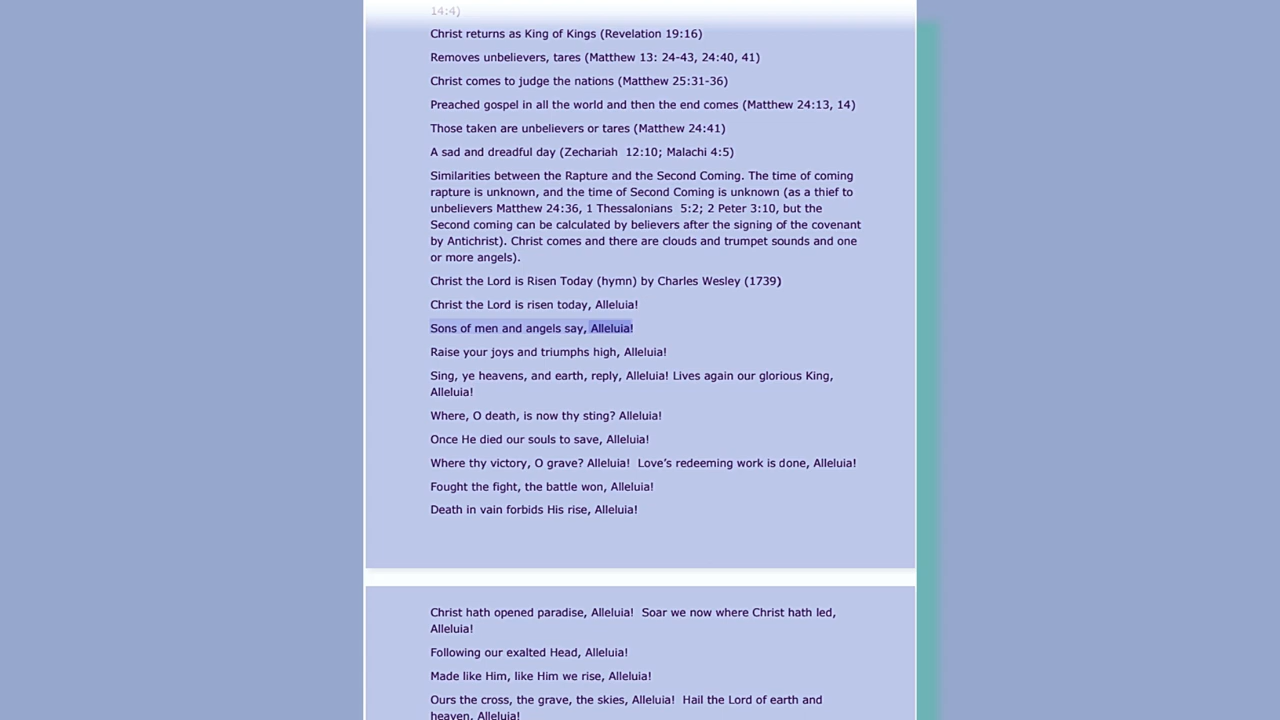 14:4)
Christ returns as King of Kings (Revelation 19:16)
Removes unbelievers, tares (Matthew 13: 24-43, 24:40, 41)
Christ comes to judge the nations (Matthew 25:31-36)
Preached gospel in all the world and then the end comes (Matthew 24:13, 14)
Those taken are unbelievers or tares (Matthew 24:41)
A sad and dreadful day (Zechariah  12:10; Malachi 4:5)
Similarities between the Rapture and the Second Coming. The time of coming
rapture is unknown, and the time of Second Coming is unknown (as a thief to
unbelievers Matthew 24:36, 1 Thessalonians  5:2; 2 Peter 3:10, but the
Second coming can be calculated by believers after the signing of the covenant
by Antichrist). Christ comes and there are clouds and trumpet sounds and one
or more angels).
Christ the Lord is Risen Today (hymn) by Charles Wesley (1739)
Christ the Lord is risen today, Alleluia!
Sons of men and angels say, Alleluia!
Raise your joys and triumphs high, Alleluia!
Sing, ye heavens, and earth, reply, Alleluia! Lives again our glorious King,
Alleluia!
Where, O death, is now thy sting? Alleluia!
Once He died our souls to save, Alleluia!
Where thy victory, O grave? Alleluia!  Love’s redeeming work is done, Alleluia!
Fought the fight, the battle won, Alleluia!
Death in vain forbids His rise, Alleluia!
Christ hath opened paradise, Alleluia!  Soar we now where Christ hath led,
Alleluia!
Following our exalted Head, Alleluia!
Made like Him, like Him we rise, Alleluia!
Ours the cross, the grave, the skies, Alleluia!  Hail the Lord of earth and
heaven, Alleluia!